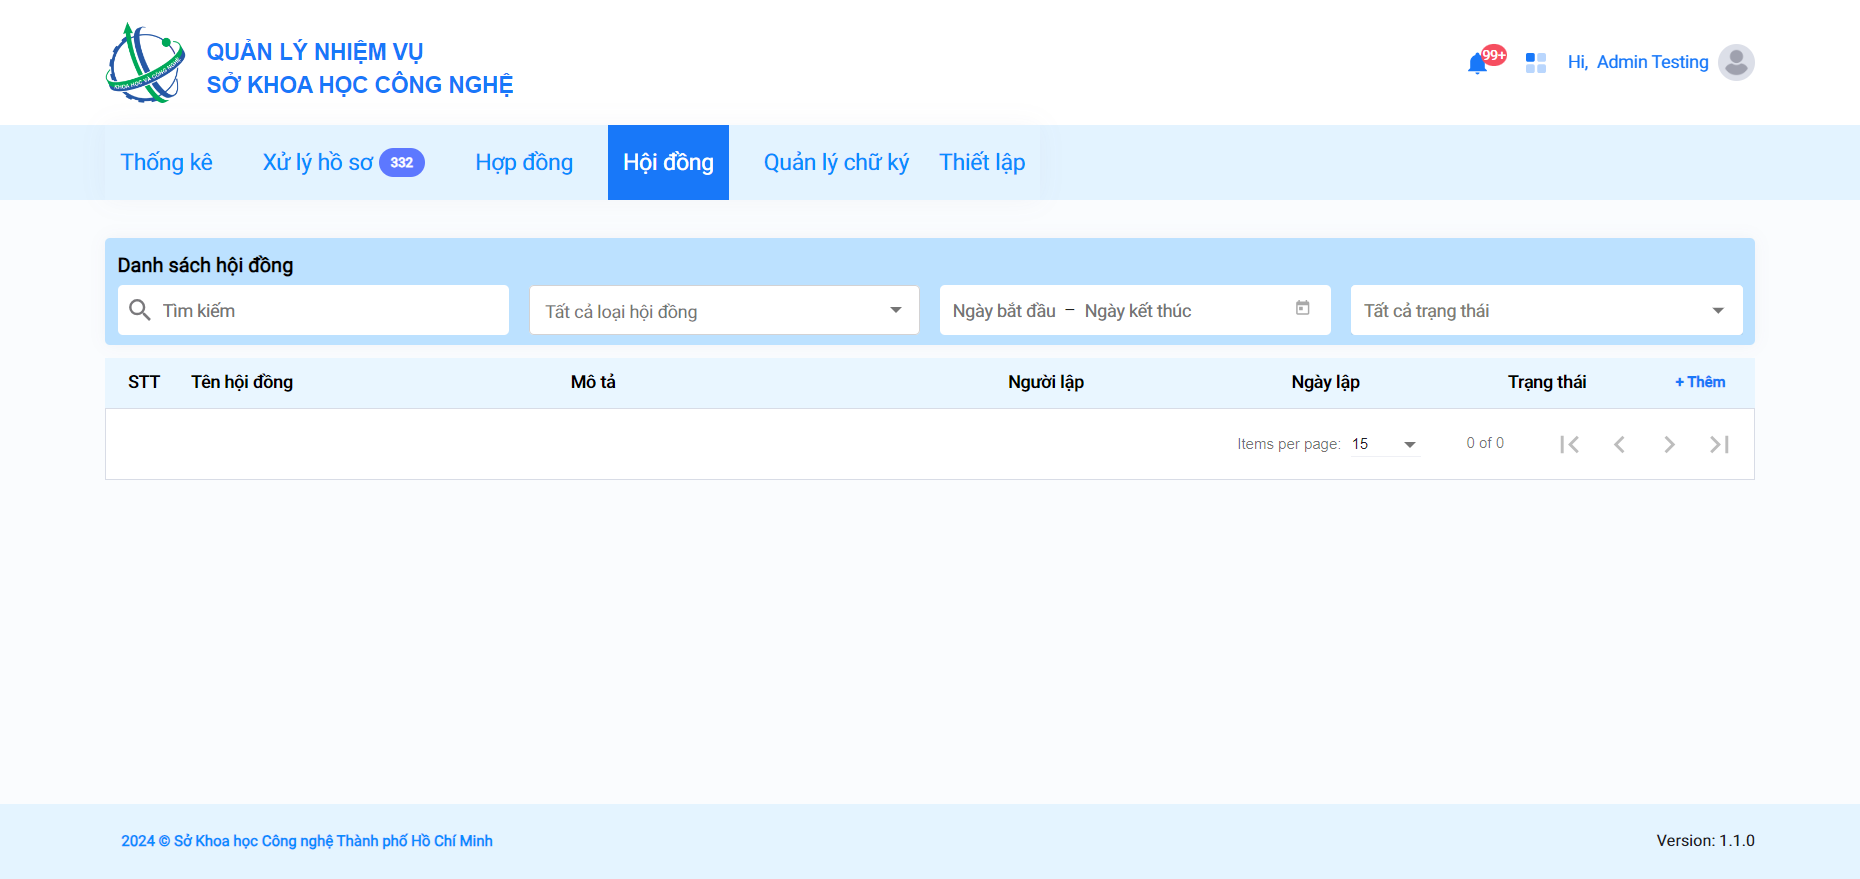 KHOA HỌC VÀ CÔNG NGHỆ
QUẢN LÝ NHIỆM VỤ
SỞ KHOA HỌC CÔNG NGHỆ
99+
Hi, Admin Testing
Thống kê
Xử lý hồ sơ 332
Hợp đồng
Hội đồng
Quản lý chữ ký
Thiết lập
Danh sách hội đồng
Tìm kiếm
Tất cả loại hội đồng
Ngày bắt đầu – Ngày kết thúc
Tất cả trạng thái
STT Tên hội đồng Mô tả Người lập Ngày lập Trạng thái + Thêm
Items per page: 15 0 of 0
2024 © Sở Khoa học Công nghệ Thành phố Hồ Chí Minh
Version: 1.1.0